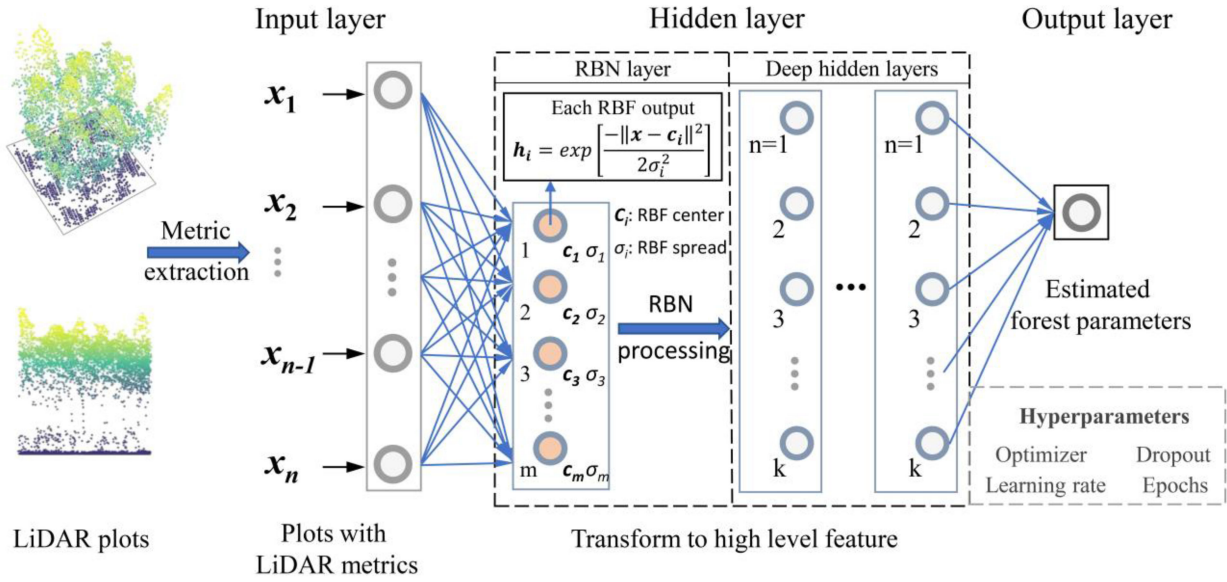 Input layer
Hidden layer
Output layer
RBN layer
Deep hidden layers
Each RBF output
h_i = exp[−‖x − c_i‖² / 2σ_i²]
x_1
x_2
x_{n-1}
x_n
Metric
extraction
C_i: RBF center
σ_i: RBF spread
1 c_1 σ_1
2 c_2 σ_2
3 c_3 σ_3
m c_m σ_m
RBN
processing
n=1
2
3
k
...
n=1
2
3
k
Estimated
forest parameters
Hyperparameters
Optimizer Dropout
Learning rate Epochs
LiDAR plots
Plots with
LiDAR metrics
Transform to high level feature